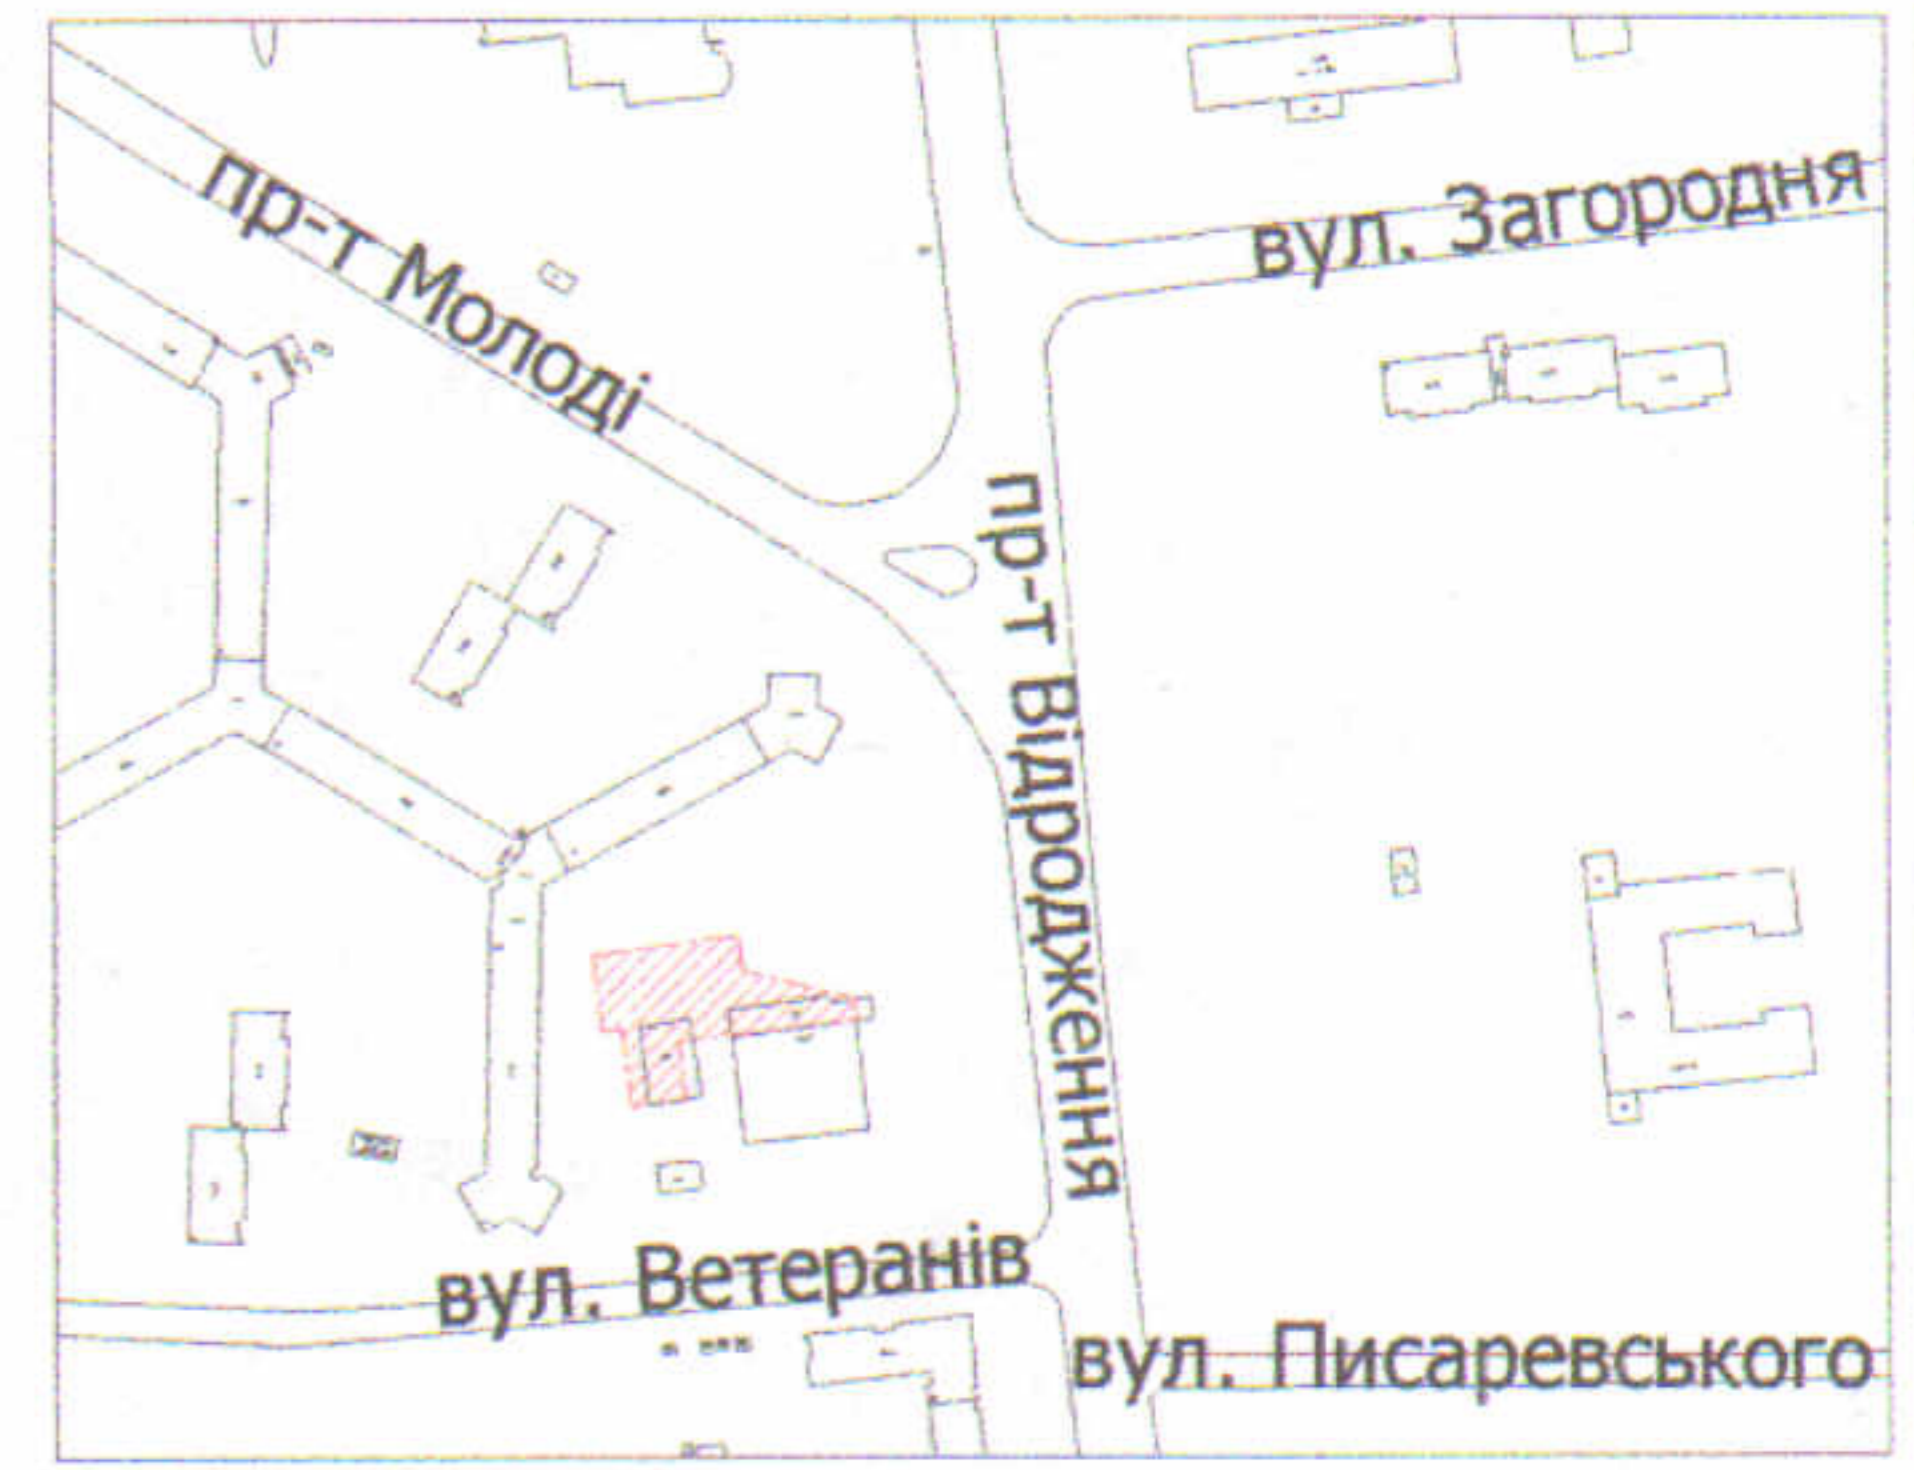 вул. Загородня
пр-т Молоді
пр-т Відродження
вул. Ветеранів
вул. Писаревського